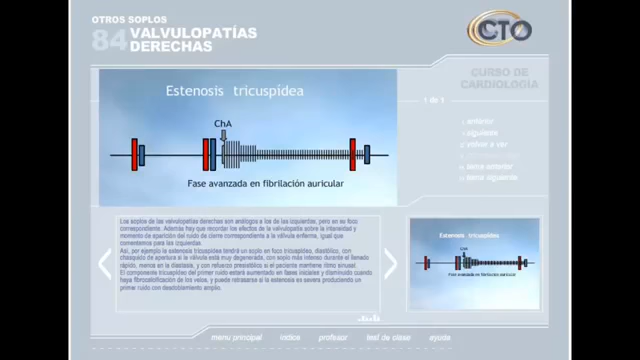 OTROS SOPLOS
84 VALVULOPATÍAS
DERECHAS
CTO
CURSO DE
CARDIOLOGIA
1 de 1
anterior
siguiente
volver a ver
tema anterior
tema siguiente
Estenosis tricuspídea
ChA
Fase avanzada en fibrilación auricular
Los soplos de las valvulopatías derechas son análogos a los de las izquierdas, pero en su foco
correspondiente. Además hay que recordar los efectos de la valvulopatía sobre la intensidad y
momento de aparición del ruido de cierre correspondiente a la válvula enferma, igual que
comentamos para las izquierdas.
Así, por ejemplo la estenosis tricuspídea tendrá un soplo en foco tricuspídeo, diastólico, con
chasquido de apertura si la válvula está muy degenerada, con soplo más intenso durante el llenado
rápido, menos en la diástasis, y con refuerzo presistólico si el paciente mantiene ritmo sinusal.
El componente tricuspídeo del primer ruido estará aumentado en fases iniciales y disminuido cuando
haya fibrocalcificación de los velos, y puede retrasarse si la estenosis es severa produciendo un
primer ruido con desdoblamiento amplio.
Estenosis tricuspídea
ChA
Fase avanzada en fibrilación auricular
menu principal
indice
profesor
test de clase
ayuda